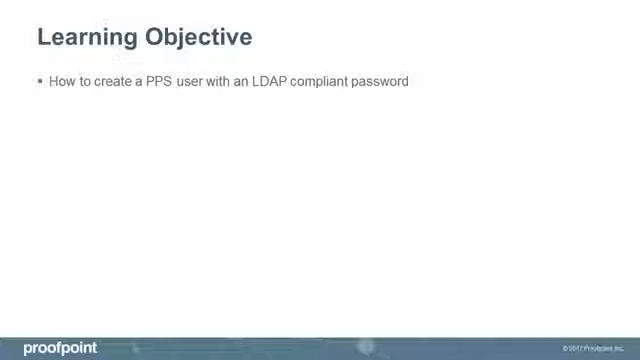 Learning Objective
▪ How to create a PPS user with an LDAP compliant password
proofpoint
© 2017 Proofpoint, Inc.